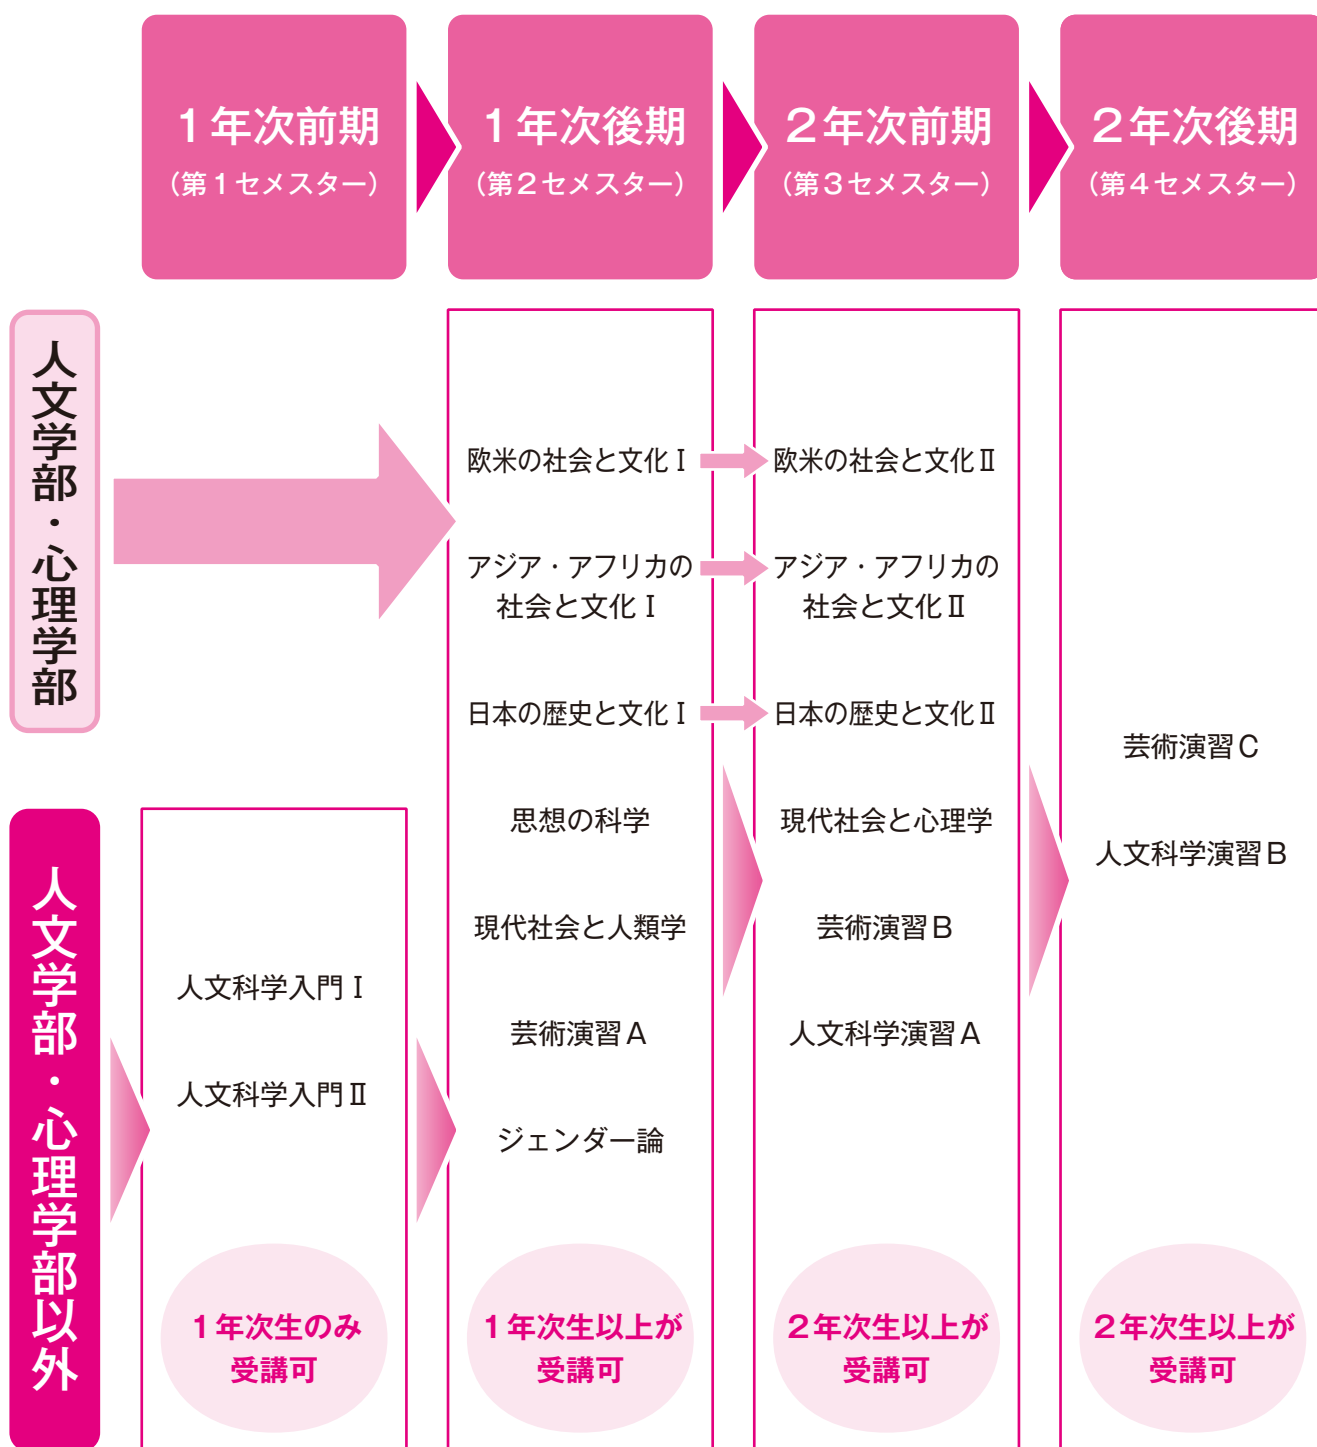 1年次前期
（第1セメスター）
1年次後期
（第2セメスター）
2年次前期
（第3セメスター）
2年次後期
（第4セメスター）
人文学部・心理学部
欧米の社会と文化Ⅰ
アジア・アフリカの
社会と文化Ⅰ
日本の歴史と文化Ⅰ
思想の科学
現代社会と人類学
芸術演習A
ジェンダー論
欧米の社会と文化Ⅱ
アジア・アフリカの
社会と文化Ⅱ
日本の歴史と文化Ⅱ
現代社会と心理学
芸術演習B
人文科学演習A
芸術演習C
人文科学演習B
人文学部・心理学部以外
人文科学入門Ⅰ
人文科学入門Ⅱ
1年次生のみ
受講可
1年次生以上が
受講可
2年次生以上が
受講可
2年次生以上が
受講可